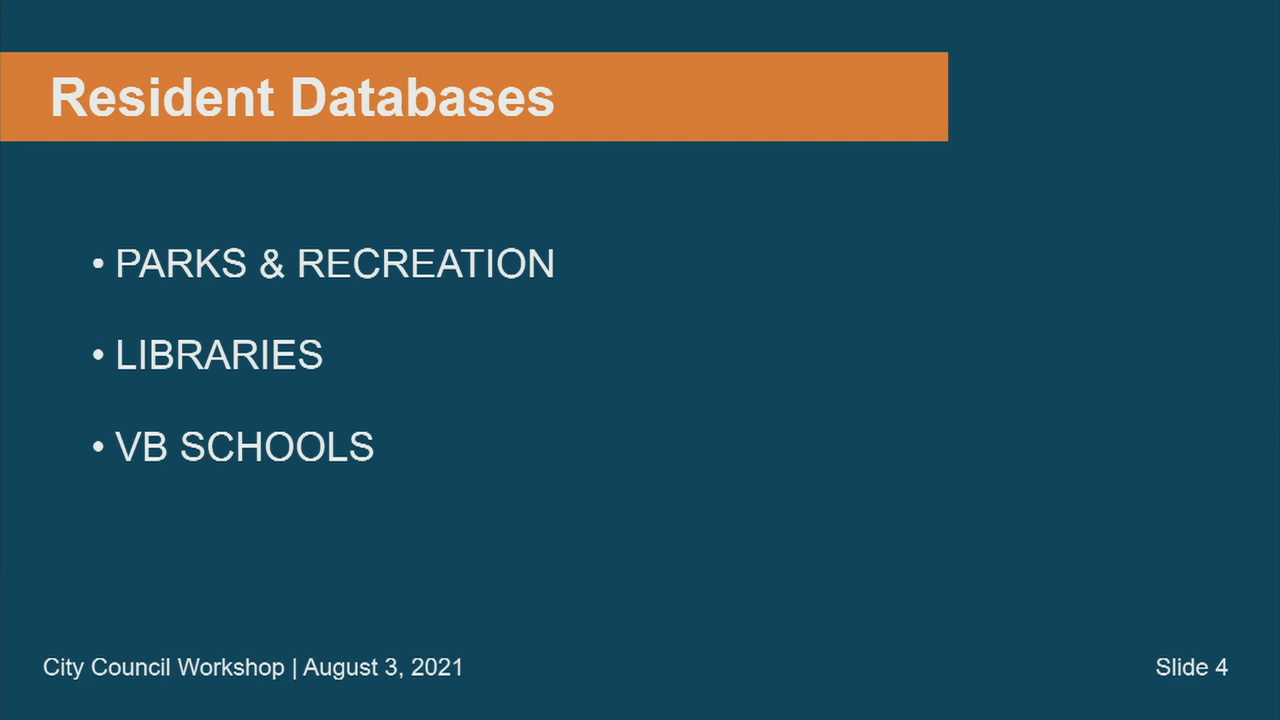 Resident Databases
• PARKS & RECREATION
• LIBRARIES
• VB SCHOOLS
City Council Workshop | August 3, 2021
Slide 4